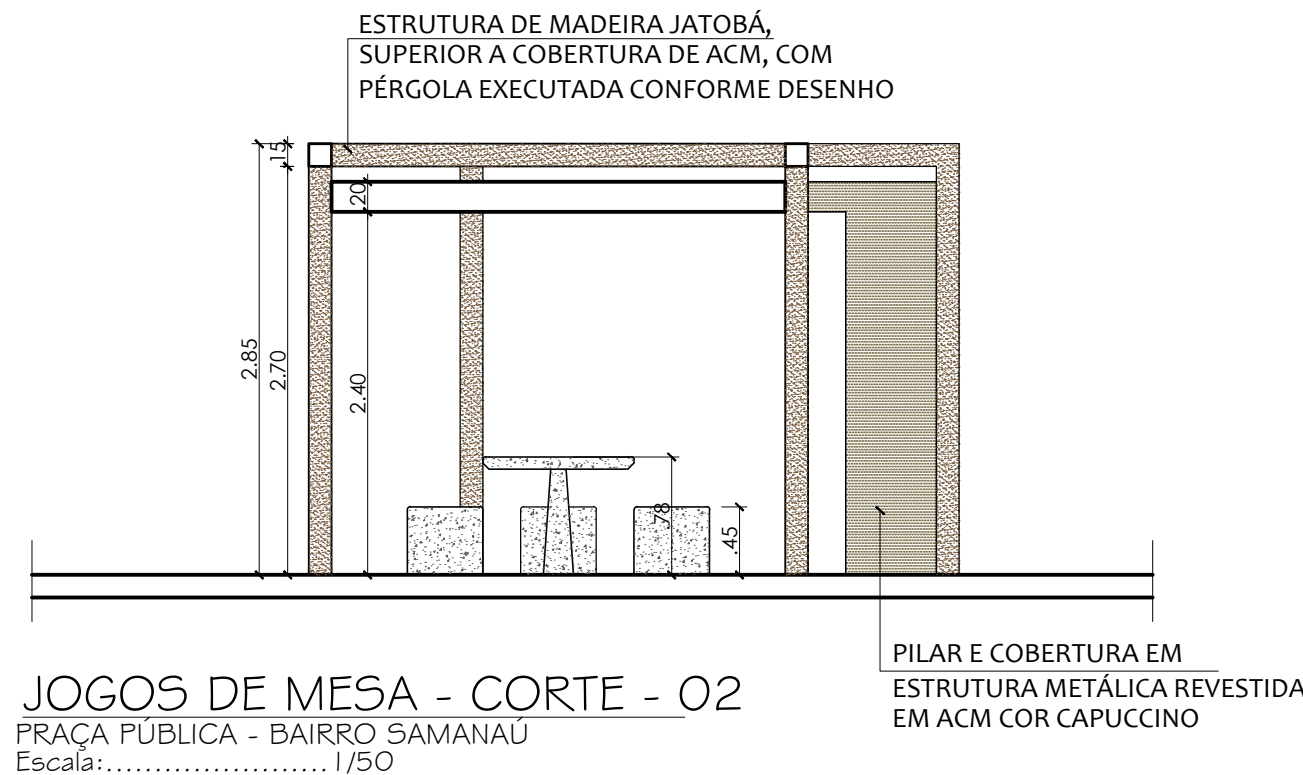 ESTRUTURA DE MADEIRA JATOBÁ,
SUPERIOR A COBERTURA DE ACM, COM
PÉRGOLA EXECUTADA CONFORME DESENHO
15
20
2.85
2.70
2.40
.78
.45
PILAR E COBERTURA EM
ESTRUTURA METÁLICA REVESTIDA
EM ACM COR CAPUCCINO
JOGOS DE MESA - CORTE - 02
PRAÇA PÚBLICA - BAIRRO SAMANAÚ
Escala:.......................1/50